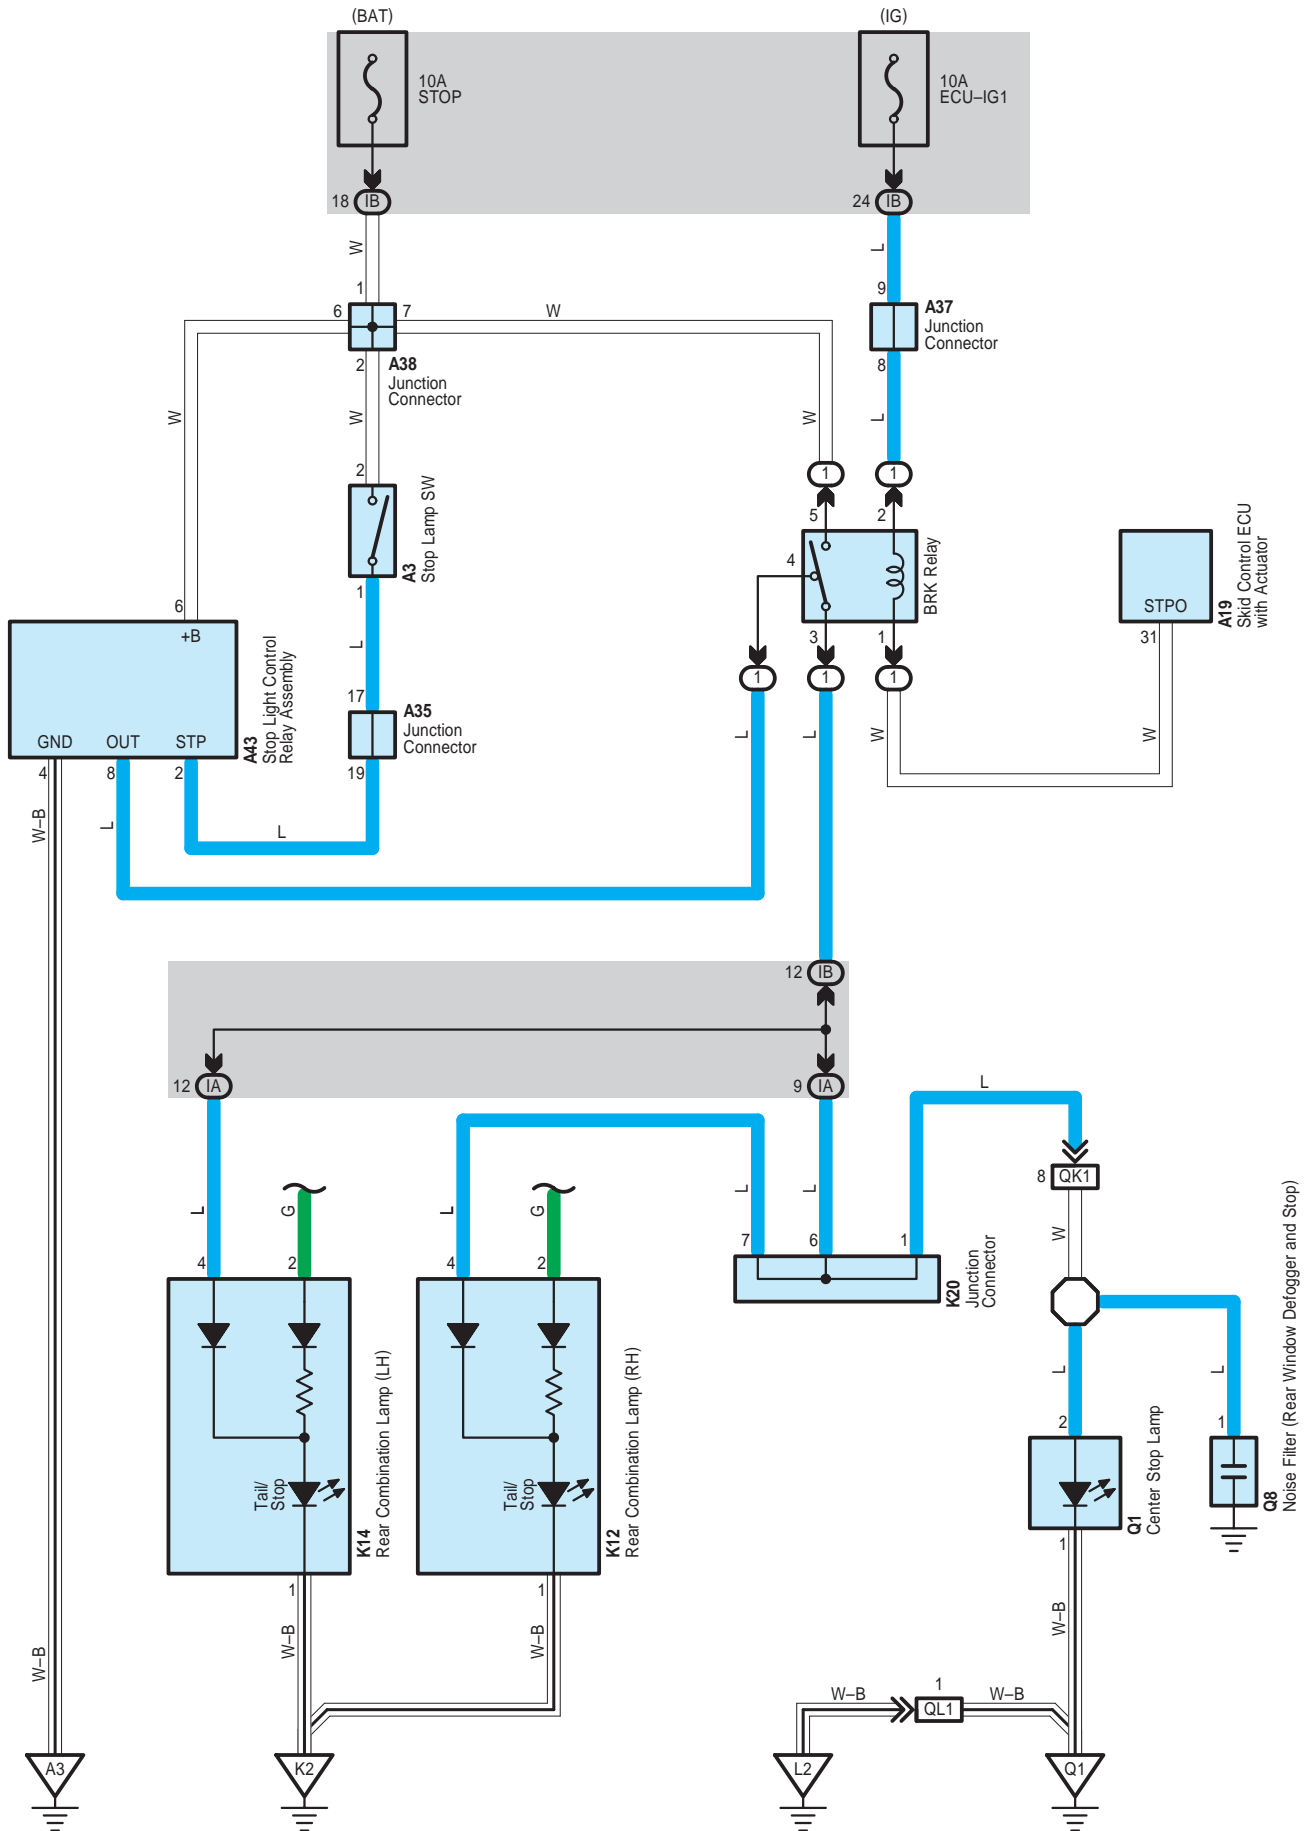 (BAT)
(IG)
10A
STOP
10A
ECU–IG1
18
IB
24
IB
W
L
1
9
6
7
W
A37
Junction
Connector
2
A38
Junction
Connector
8
W
W
W
L
2
Stop Lamp SW
A3
1
1
1
5
2
4
BRK Relay
3
1
STPO
A19
Skid Control ECU
with Actuator
31
6
+B
1
L
17
A35
Junction
Connector
19
GND
OUT
STP
A43
Stop Light Control
Relay Assembly
4
8
2
1
1
1
L
L
W
W
W–B
L
L
12
IB
12
IA
9
IA
L
L
G
L
G
L
L
8
QK1
W
4
2
4
2
7
6
1
K20
Junction
Connector
L
L
2
1
Tail/
Stop
K14
Rear Combination Lamp (LH)
Tail/
Stop
K12
Rear Combination Lamp (RH)
Q1
Center Stop Lamp
Q8
Noise Filter (Rear Window Defogger and Stop)
1
1
1
W–B
W–B
W–B
W–B
W–B
1
QL1
W–B
A3
K2
L2
Q1